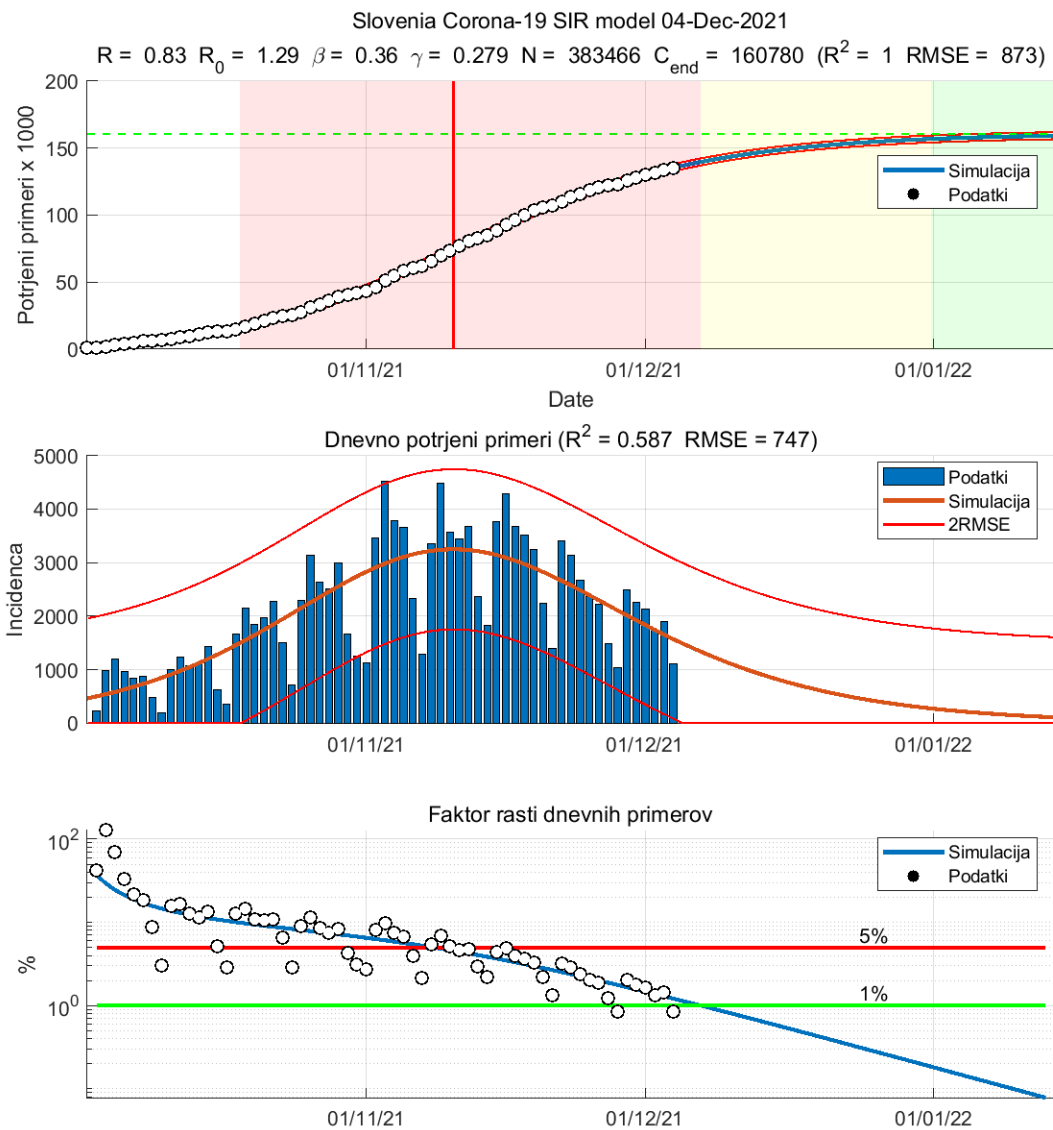 Slovenia Corona-19 SIR model 04-Dec-2021
R = 0.83 R0 = 1.29 β = 0.36 γ = 0.279 N = 383466 Cend = 160780 (R2 = 1 RMSE = 873)
200
150
100
50
0
Potrjeni primeri x 1000
Simulacija
Podatki
01/11/21
01/12/21
01/01/22
Date
Dnevno potrjeni primeri (R2 = 0.587 RMSE = 747)
5000
4000
3000
2000
1000
0
Incidenca
Podatki
Simulacija
2RMSE
01/11/21
01/12/21
01/01/22
Faktor rasti dnevnih primerov
102
100
%
Simulacija
Podatki
5%
1%
01/11/21
01/12/21
01/01/22